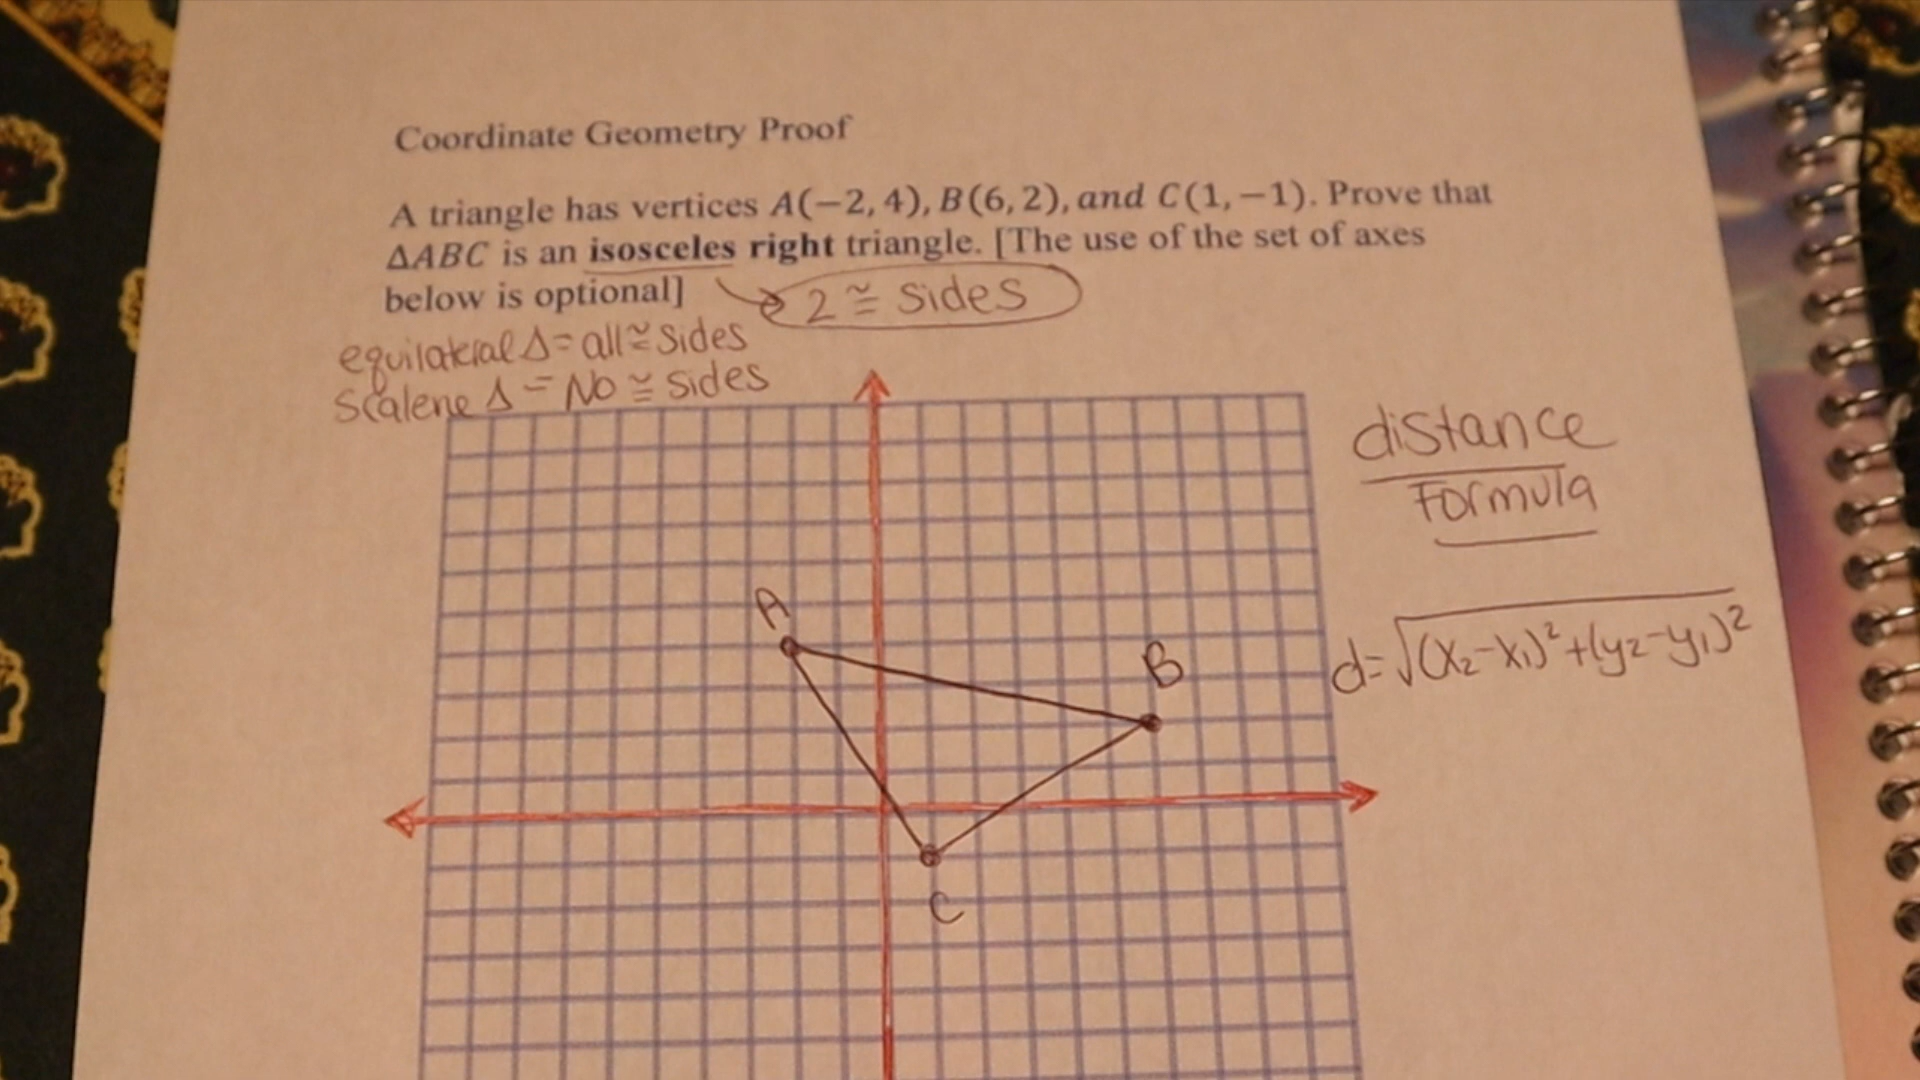 Coordinate Geometry Proof
A triangle has vertices A(−2,4), B(6,2), and C(1,−1). Prove that
ΔABC is an isosceles right triangle. [The use of the set of axes
below is optional]
2 ≅ sides
equilateral Δ = all ≅ sides
Scalene Δ = No ≅ sides
distance
Formula
A
B
d=√(x₂-x₁)²+(y₂-y₁)²
C